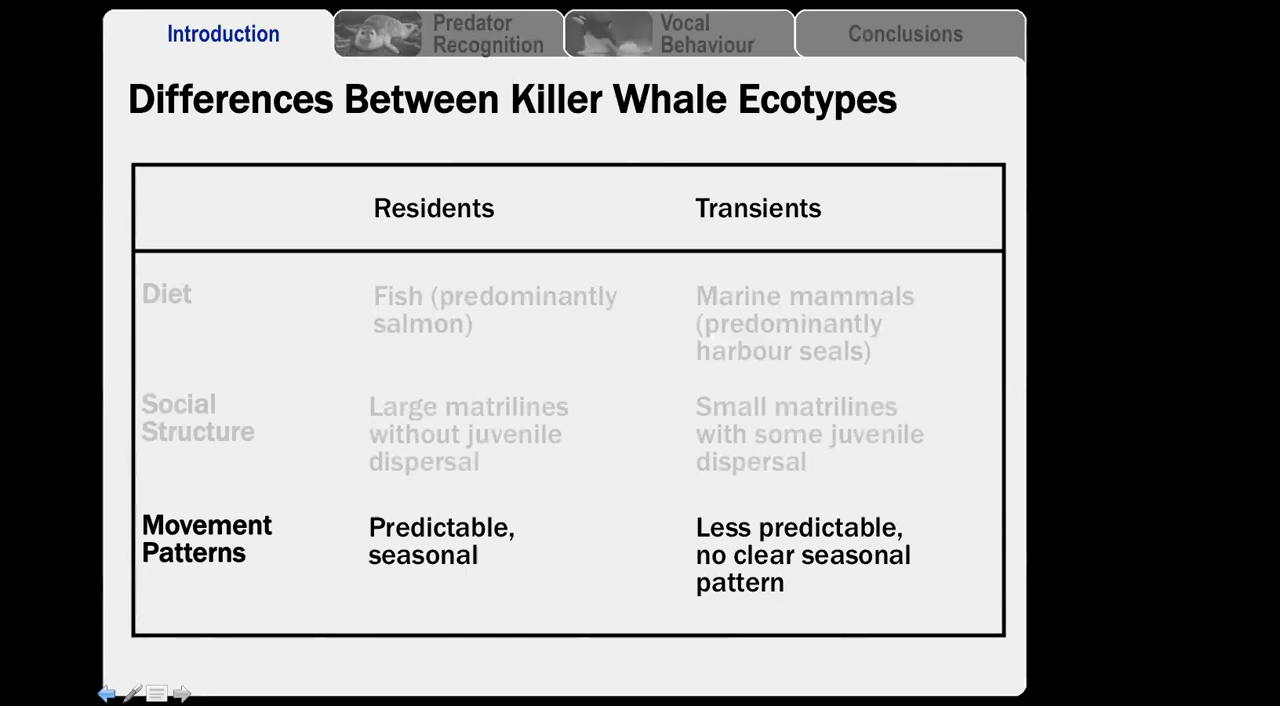 Introduction
Predator
Recognition
Vocal
Behaviour
Conclusions
Differences Between Killer Whale Ecotypes
Residents
Transients
Diet
Fish (predominantly
salmon)
Marine mammals
(predominantly
harbour seals)
Social
Structure
Large matrilines
without juvenile
dispersal
Small matrilines
with some juvenile
dispersal
Movement
Patterns
Predictable,
seasonal
Less predictable,
no clear seasonal
pattern